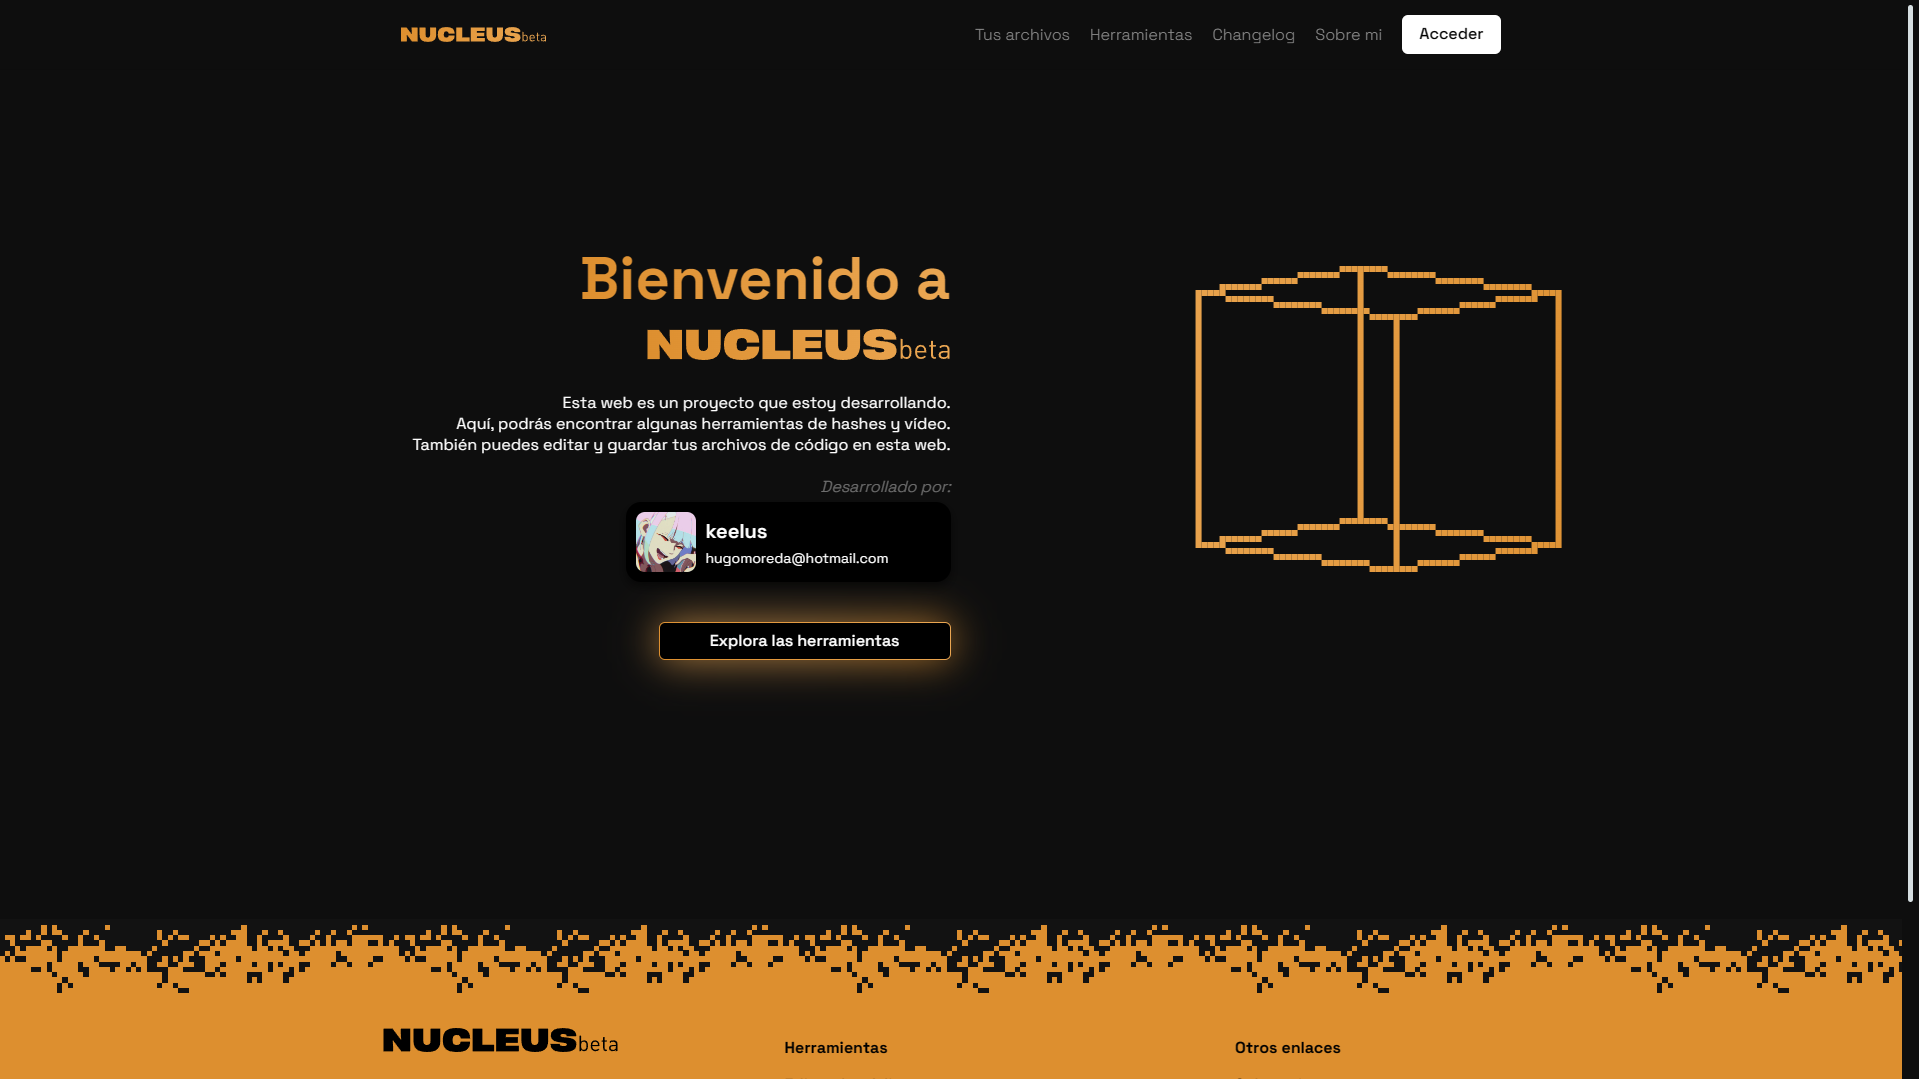 NUCLEUSbeta
Tus archivos
Herramientas
Changelog
Sobre mi
Acceder
Bienvenido a
NUCLEUSbeta
Esta web es un proyecto que estoy desarrollando.
Aquí, podrás encontrar algunas herramientas de hashes y vídeo.
También puedes editar y guardar tus archivos de código en esta web.
Desarrollado por:
keelus
hugomoreda@hotmail.com
Explora las herramientas
NUCLEUSbeta
Herramientas
Otros enlaces